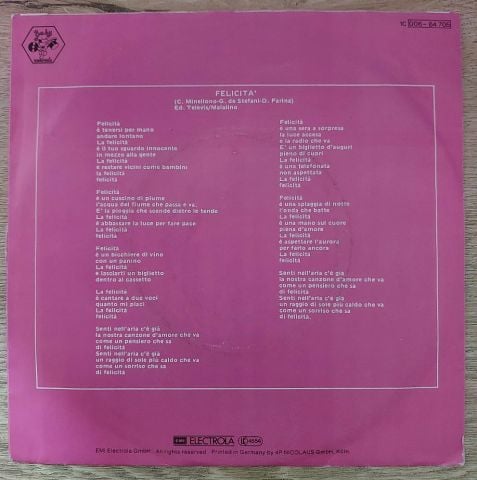 Baby
1C 006-64 706
FELICITA'
(C. Minellono-G. de Stefani-D. Farina)
Ed. Televis/Malalino
Felicità
è tenersi per mano
andare lontano
La felicità
è il tuo sguardo innocente
in mezzo alla gente
La felicità
è restare vicini come bambini
la felicità
felicità
Felicità
è un cuscino di piume
l'acqua del fiume che passa e va,
E' la pioggia che scende dietro le tende
La felicità
è abbassare la luce per fare pace
La felicità
felicità
Felicità
è un bicchiere di vino
con un panino
La felicità
è lasciarti un biglietto
dentro al cassetto
La felicità
è cantare a due voci
quanto mi piaci
La felicità
felicità
Senti nell'aria c'è già
la nostra canzone d'amore che va
come un pensiero che sa
di felicità
Senti nell'aria c'è già
un raggio di sole più caldo che va
come un sorriso che sa
di felicità
Felicità
è una sera a sorpresa
la luce accesa
e la radio che va
E' un biglietto d'auguri
pieno di cuori
La felicità
è una telefonata
non aspettata
La felicità
felicità
Felicità
è una spiaggia di notte
l'onda che batte
La felicità
è una mano sul cuore
piena d'amore
La felicità
è aspettare l'aurora
per farlo ancora
La felicità
felicità
Senti nell'aria c'è già
la nostra canzone d'amore che va
come un pensiero che sa
di felicità
Senti nell'aria c'è già
un raggio di sole più caldo che va
come un sorriso che sa
di felicità.
EMI ELECTROLA LC 4554
EMI Electrola GmbH · All rights reserved · Printed in Germany by 4P NICOLAUS GmbH, Köln